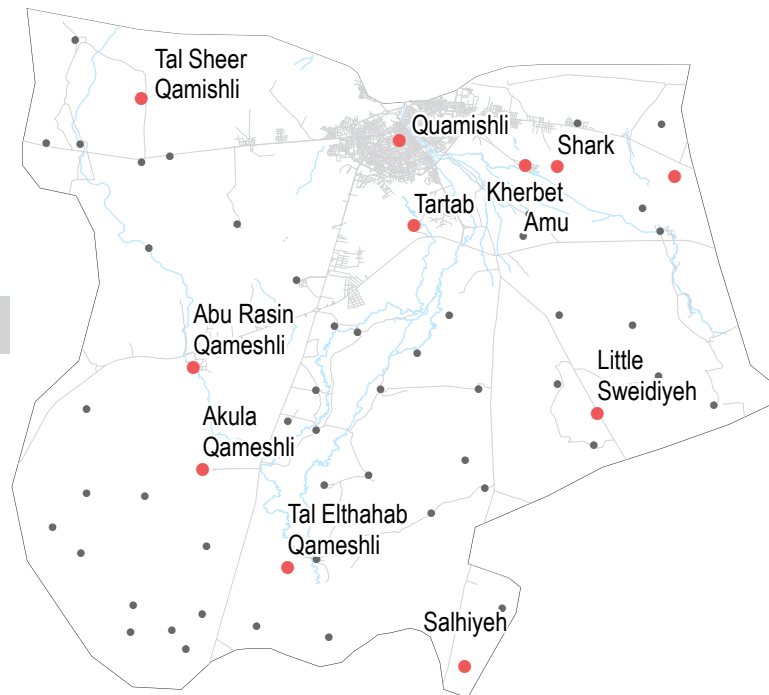 Tal Sheer
Qamishli
Quamishli
Shark
Kherbet
Amu
Tartab
Abu Rasin
Qameshli
Little
Sweidiyeh
Akula
Qameshli
Tal Elthahab
Qameshli
Salhiyeh